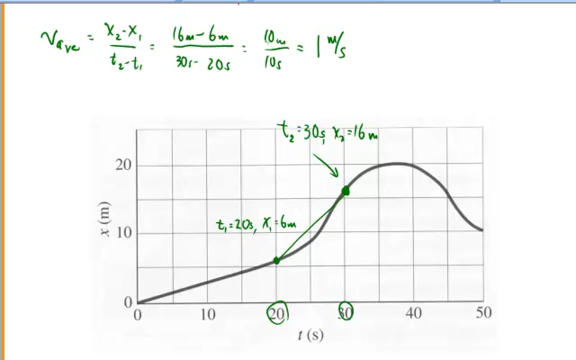 Vave = x2-x1 / t2-t1 = 16m-6m / 30s-20s = 10m / 10s = 1 m/s
t2=30s, x2=16m
20
t1=20s, x1=6m
x (m)
10
0
0 10 20 30 40 50
t (s)